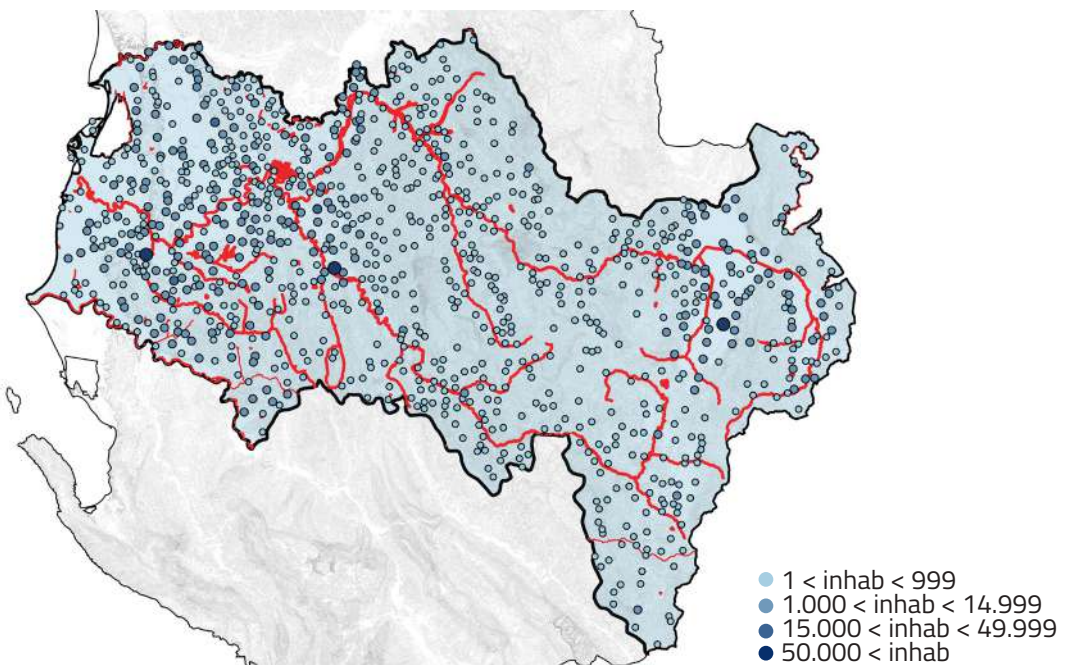 1 < inhab < 999
1.000 < inhab < 14.999
15.000 < inhab < 49.999
50.000 < inhab